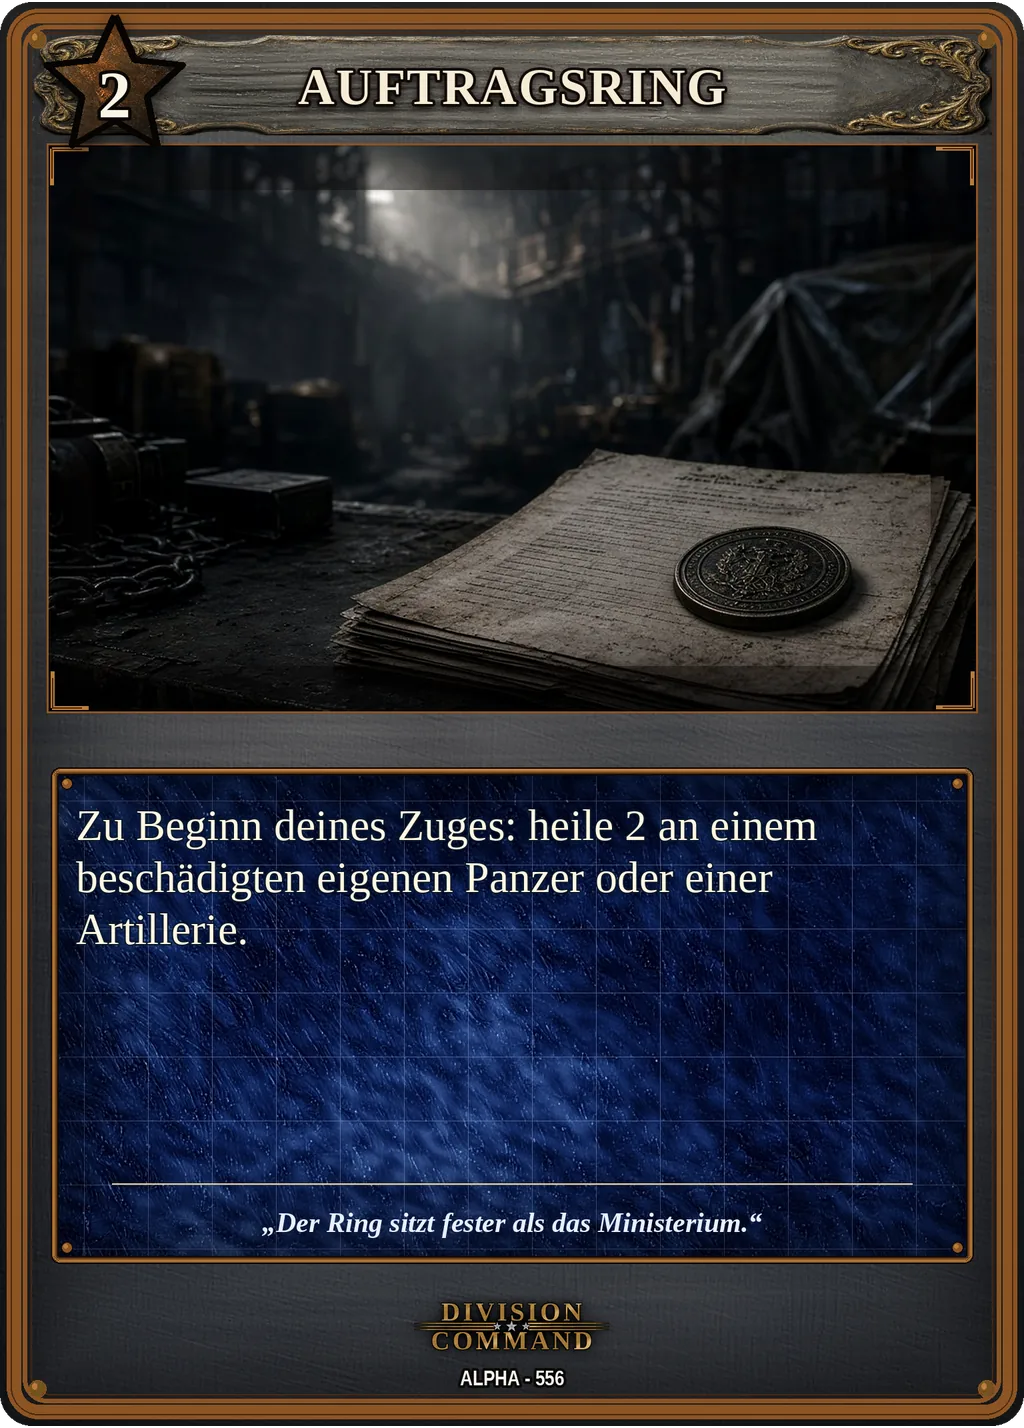 2
AUFTRAGSRING
Zu Beginn deines Zuges: heile 2 an einem
beschädigten eigenen Panzer oder einer
Artillerie.
„Der Ring sitzt fester als das Ministerium.“
DIVISION
COMMAND
ALPHA - 556